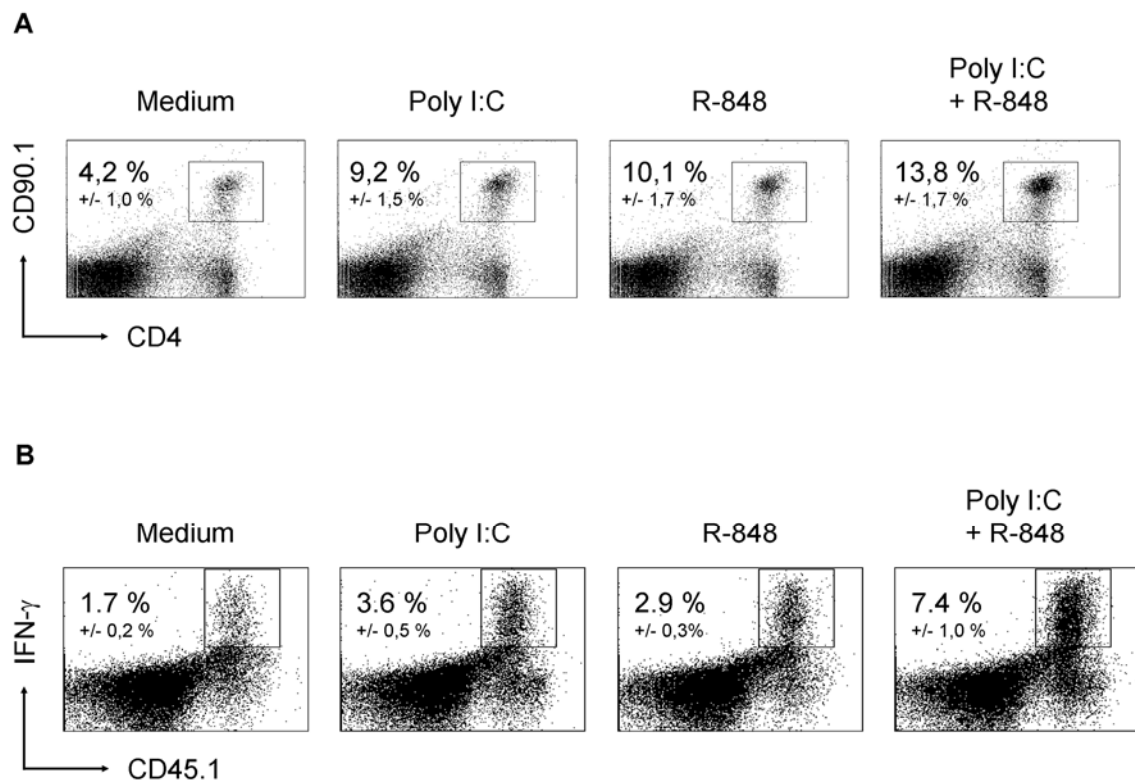 A
Medium
Poly I:C
R-848
Poly I:C
+ R-848
CD90.1
4,2 %
+/- 1,0 %
9,2 %
+/- 1,5 %
10,1 %
+/- 1,7 %
13,8 %
+/- 1,7 %
CD4
B
Medium
Poly I:C
R-848
Poly I:C
+ R-848
IFN-γ
1.7 %
+/- 0,2 %
3.6 %
+/- 0,5 %
2.9 %
+/- 0,3%
7.4 %
+/- 1,0 %
CD45.1